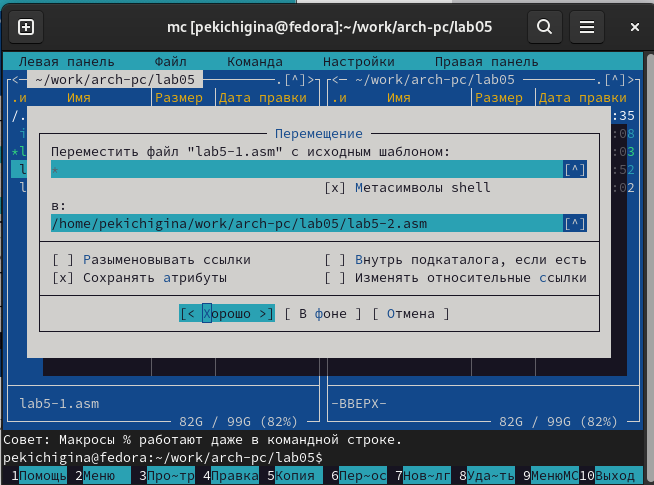 mc [pekichigina@fedora]:~/work/arch-pc/lab05
Левая панель Файл Команда Настройки Правая панель
<— ~/work/arch-pc/lab05 .[^]> <— ~/work/arch-pc/lab05 .[^]>
.и Имя Размер Дата правки .и Имя Размер Дата правки
/. :35
Перемещение :08
*l Переместить файл "lab5-1.asm" с исходным шаблоном: :03
l * [^] :52
l [x] Метасимволы shell :02
в:
/home/pekichigina/work/arch-pc/lab05/lab5-2.asm [^]
[ ] Разыменовывать ссылки [ ] Внутрь подкаталога, если есть
[x] Сохранять атрибуты [ ] Изменять относительные ссылки
[< Хорошо >] [ В фоне ] [ Отмена ]
lab5-1.asm -ВВЕРХ-
82G / 99G (82%) 82G / 99G (82%)
Совет: Макросы % работают даже в командной строке.
pekichigina@fedora:~/work/arch-pc/lab05$
1Помощь 2Меню 3Про~тр 4Правка 5Копия 6Пер~ос 7Нов~лг 8Уда~ть 9МенюMC 10Выход